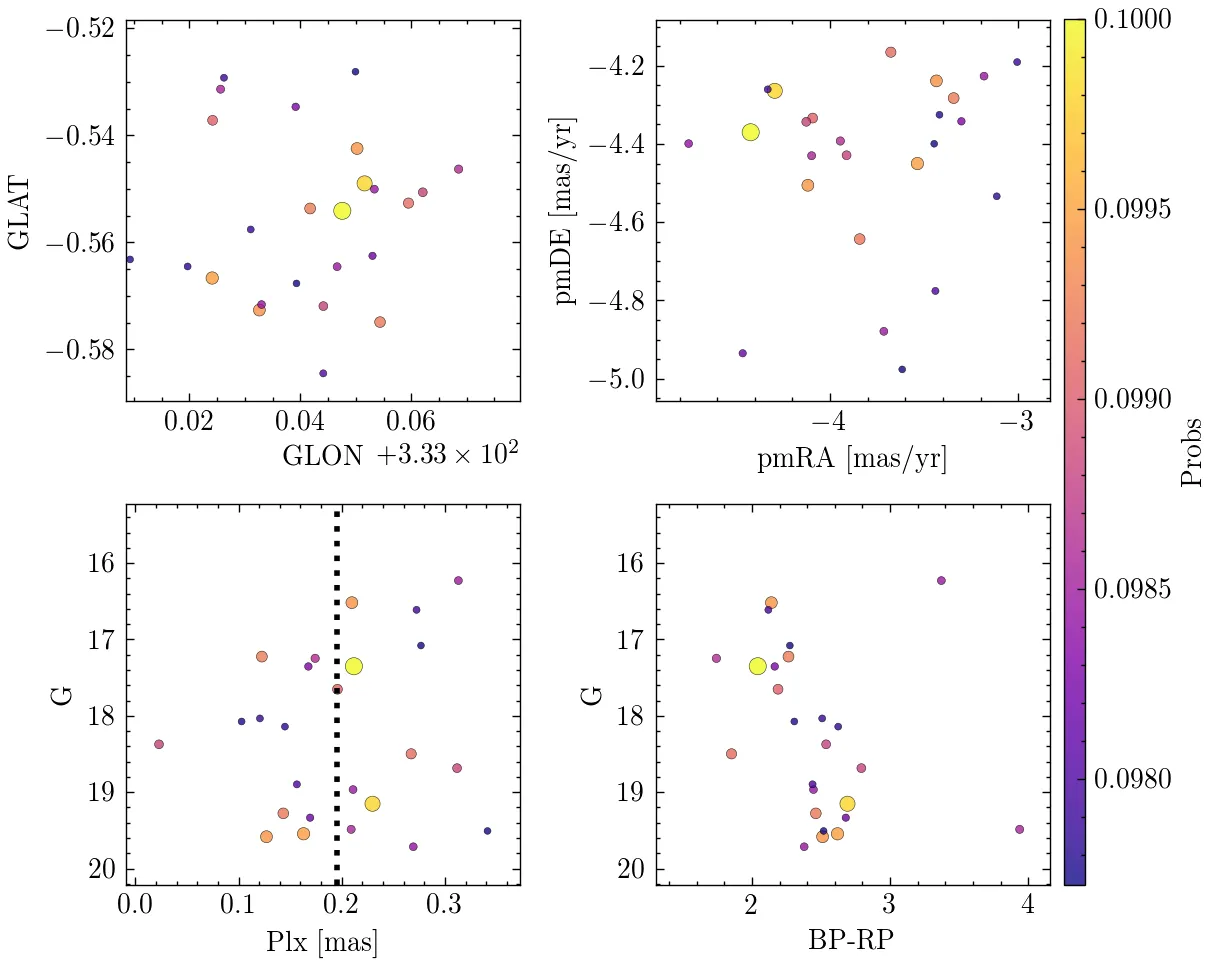 −0.52
−0.54
−0.56
−0.58
GLAT
0.02 0.04 0.06
GLON +3.33 × 10²
−4.2
−4.4
−4.6
−4.8
−5.0
pmDE [mas/yr]
−4 −3
pmRA [mas/yr]
16
17
18
19
20
G
0.0 0.1 0.2 0.3
Plx [mas]
16
17
18
19
20
G
2 3 4
BP-RP
0.1000
0.0995
0.0990
0.0985
0.0980
Probs